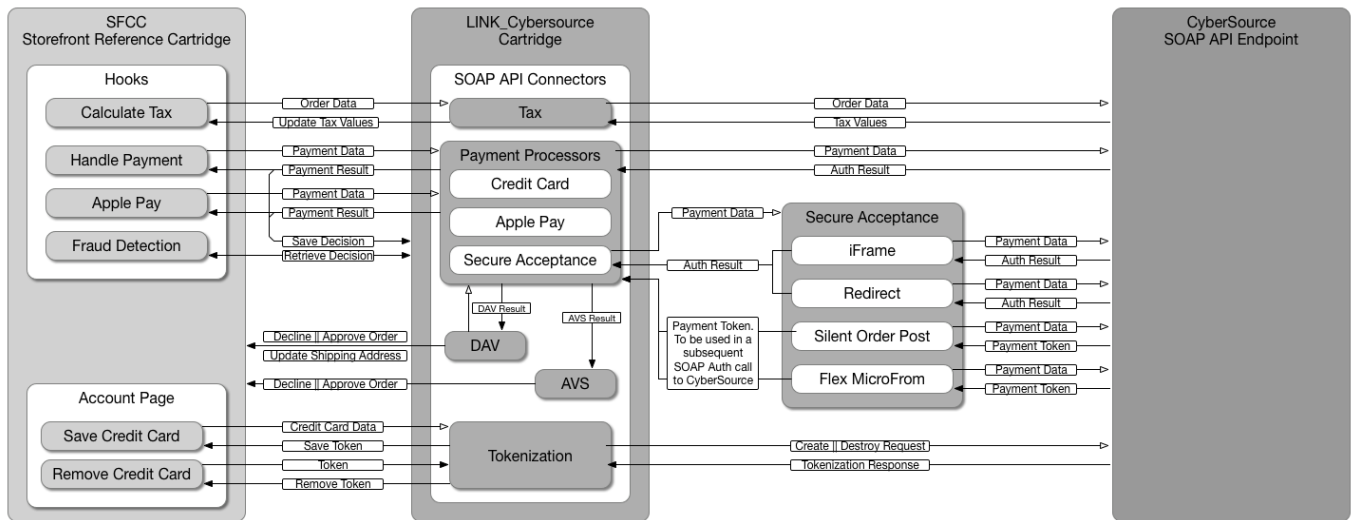 SFCC
Storefront Reference Cartridge
LINK_Cybersource
Cartridge
CyberSource
SOAP API Endpoint
Hooks
SOAP API Connectors
Calculate Tax
Order Data
Update Tax Values
Tax
Order Data
Tax Values
Handle Payment
Payment Data
Payment Result
Payment Processors
Payment Data
Auth Result
Credit Card
Apple Pay
Payment Data
Payment Result
Apple Pay
Fraud Detection
Save Decision
Retrieve Decision
Secure Acceptance
Payment Data
Auth Result
Secure Acceptance
iFrame
Payment Data
Auth Result
Redirect
Payment Data
Auth Result
Silent Order Post
Payment Data
Payment Token
Flex MicroFrom
Payment Data
Payment Token
Payment Token.
To be used in a
subsequent
SOAP Auth call
to CyberSource
DAV Result
AVS Result
Decline || Approve Order
Update Shipping Address
DAV
Decline || Approve Order
AVS
Account Page
Save Credit Card
Credit Card Data
Save Token
Remove Credit Card
Token
Remove Token
Tokenization
Create || Destroy Request
Tokenization Response